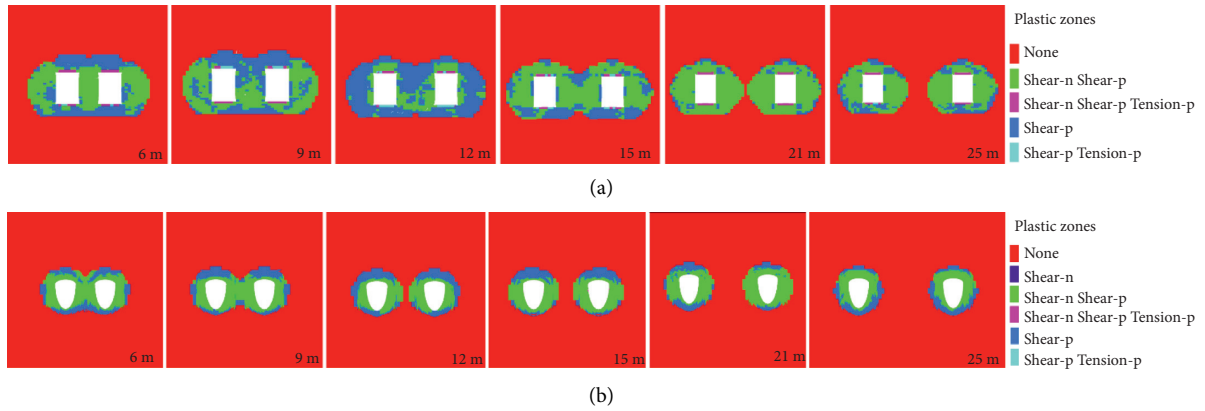 Plastic zones
None
Shear-n Shear-p
Shear-n Shear-p Tension-p
Shear-p
Shear-p Tension-p
6 m
9 m
12 m
15 m
21 m
25 m
(a)
Plastic zones
None
Shear-n
Shear-n Shear-p
Shear-n Shear-p Tension-p
Shear-p
Shear-p Tension-p
6 m
9 m
12 m
15 m
21 m
25 m
(b)